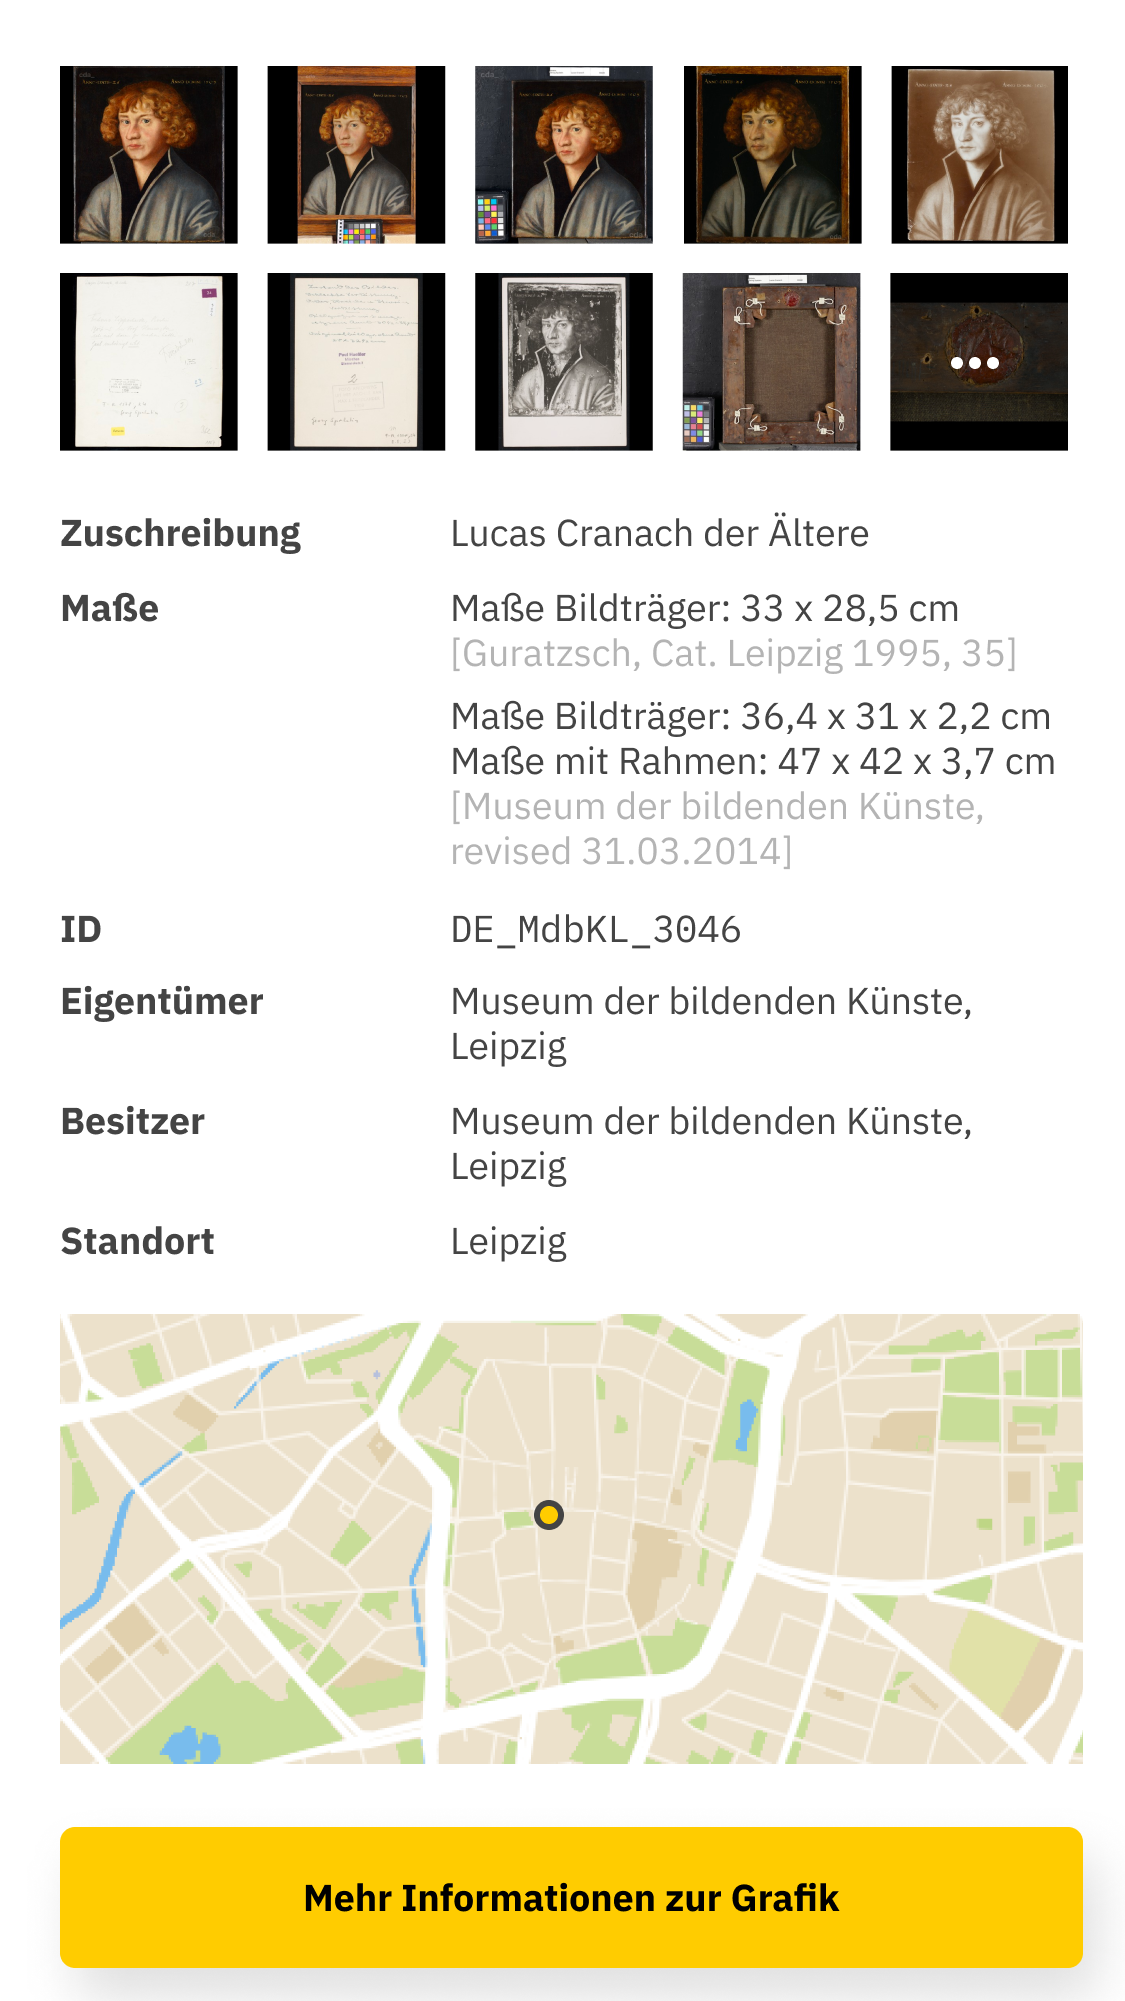 Zuschreibung Lucas Cranach der Ältere
Maße Maße Bildträger: 33 x 28,5 cm
[Guratzsch, Cat. Leipzig 1995, 35]
Maße Bildträger: 36,4 x 31 x 2,2 cm
Maße mit Rahmen: 47 x 42 x 3,7 cm
[Museum der bildenden Künste,
revised 31.03.2014]
ID DE_MdbKL_3046
Eigentümer Museum der bildenden Künste,
Leipzig
Besitzer Museum der bildenden Künste,
Leipzig
Standort Leipzig
Mehr Informationen zur Grafik